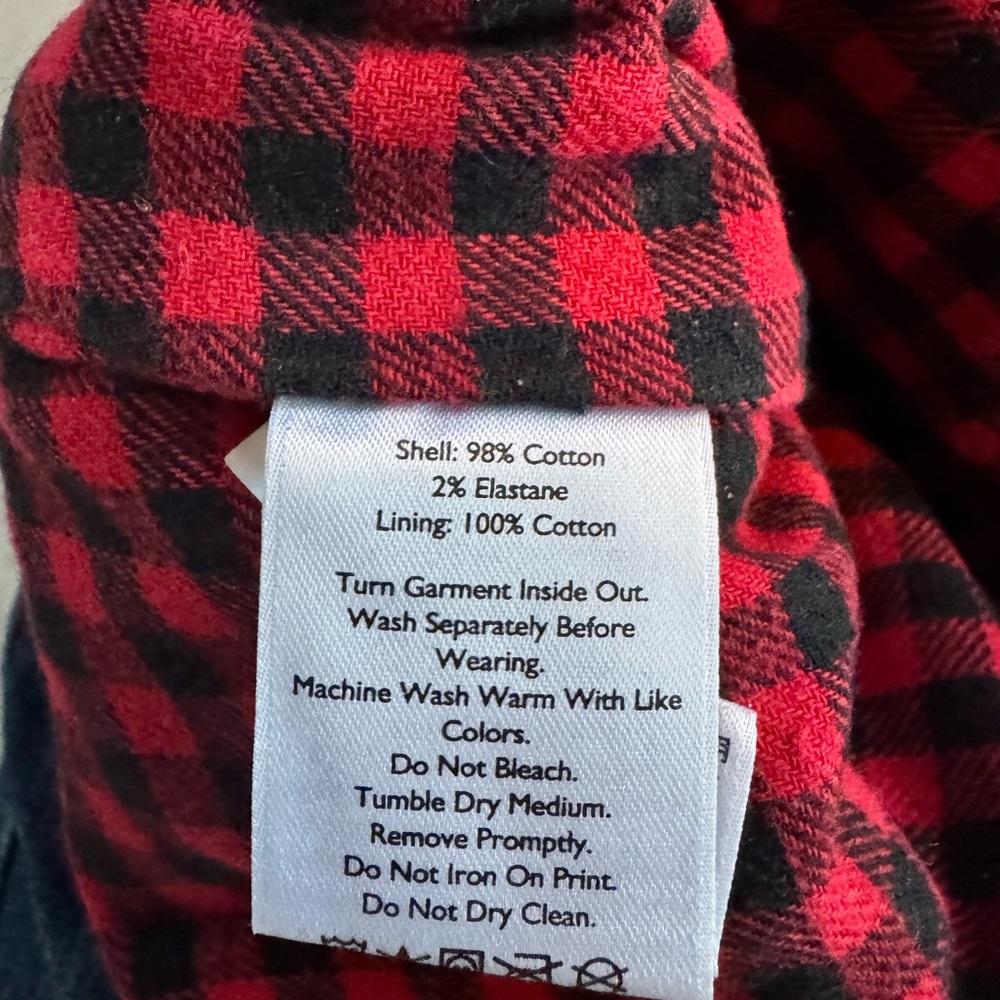 Shell: 98% Cotton
2% Elastane
Lining: 100% Cotton
Turn Garment Inside Out.
Wash Separately Before
Wearing.
Machine Wash Warm With Like
Colors.
Do Not Bleach.
Tumble Dry Medium.
Remove Promptly.
Do Not Iron On Print.
Do Not Dry Clean.